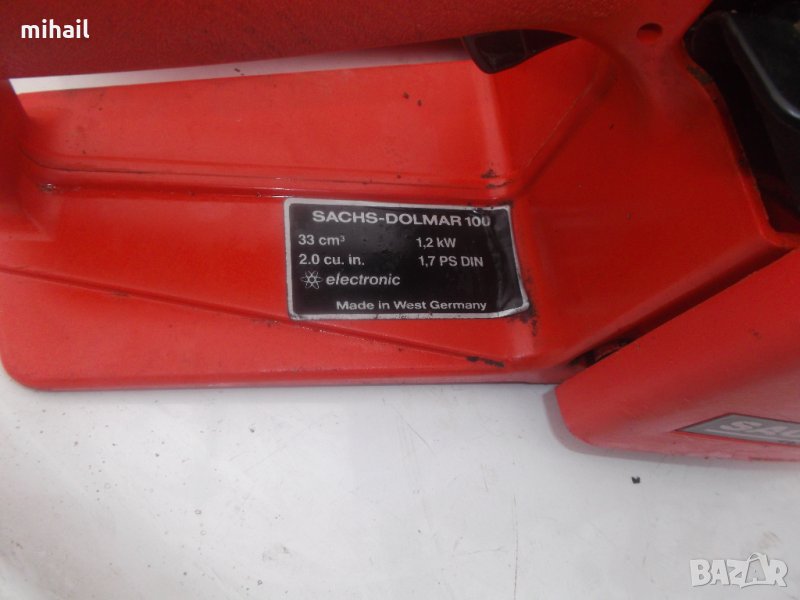 mihail
SACHS-DOLMAR 100
33 cm³ 1,2 kW
2.0 cu. in. 1,7 PS DIN
electronic
Made in West Germany
BAZAR